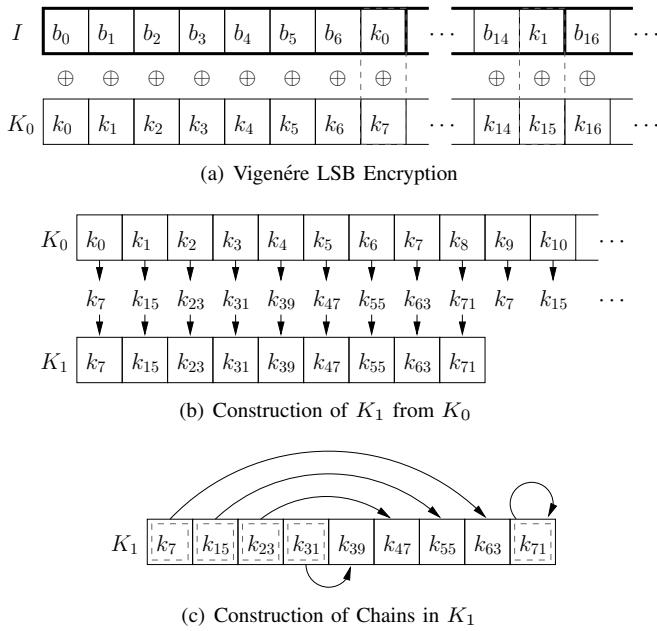 I b₀ b₁ b₂ b₃ b₄ b₅ b₆ k₀ ⋯ b₁₄ k₁ b₁₆ ⋯
⊕ ⊕ ⊕ ⊕ ⊕ ⊕ ⊕ ⊕ ⊕ ⊕ ⊕
K₀ k₀ k₁ k₂ k₃ k₄ k₅ k₆ k₇ ⋯ k₁₄ k₁₅ k₁₆ ⋯
(a) Vigenére LSB Encryption
K₀ k₀ k₁ k₂ k₃ k₄ k₅ k₆ k₇ k₈ k₉ k₁₀ ⋯
k₇ k₁₅ k₂₃ k₃₁ k₃₉ k₄₇ k₅₅ k₆₃ k₇₁ k₇ k₁₅ ⋯
K₁ k₇ k₁₅ k₂₃ k₃₁ k₃₉ k₄₇ k₅₅ k₆₃ k₇₁
(b) Construction of K₁ from K₀
K₁ k₇ k₁₅ k₂₃ k₃₁ k₃₉ k₄₇ k₅₅ k₆₃ k₇₁
(c) Construction of Chains in K₁